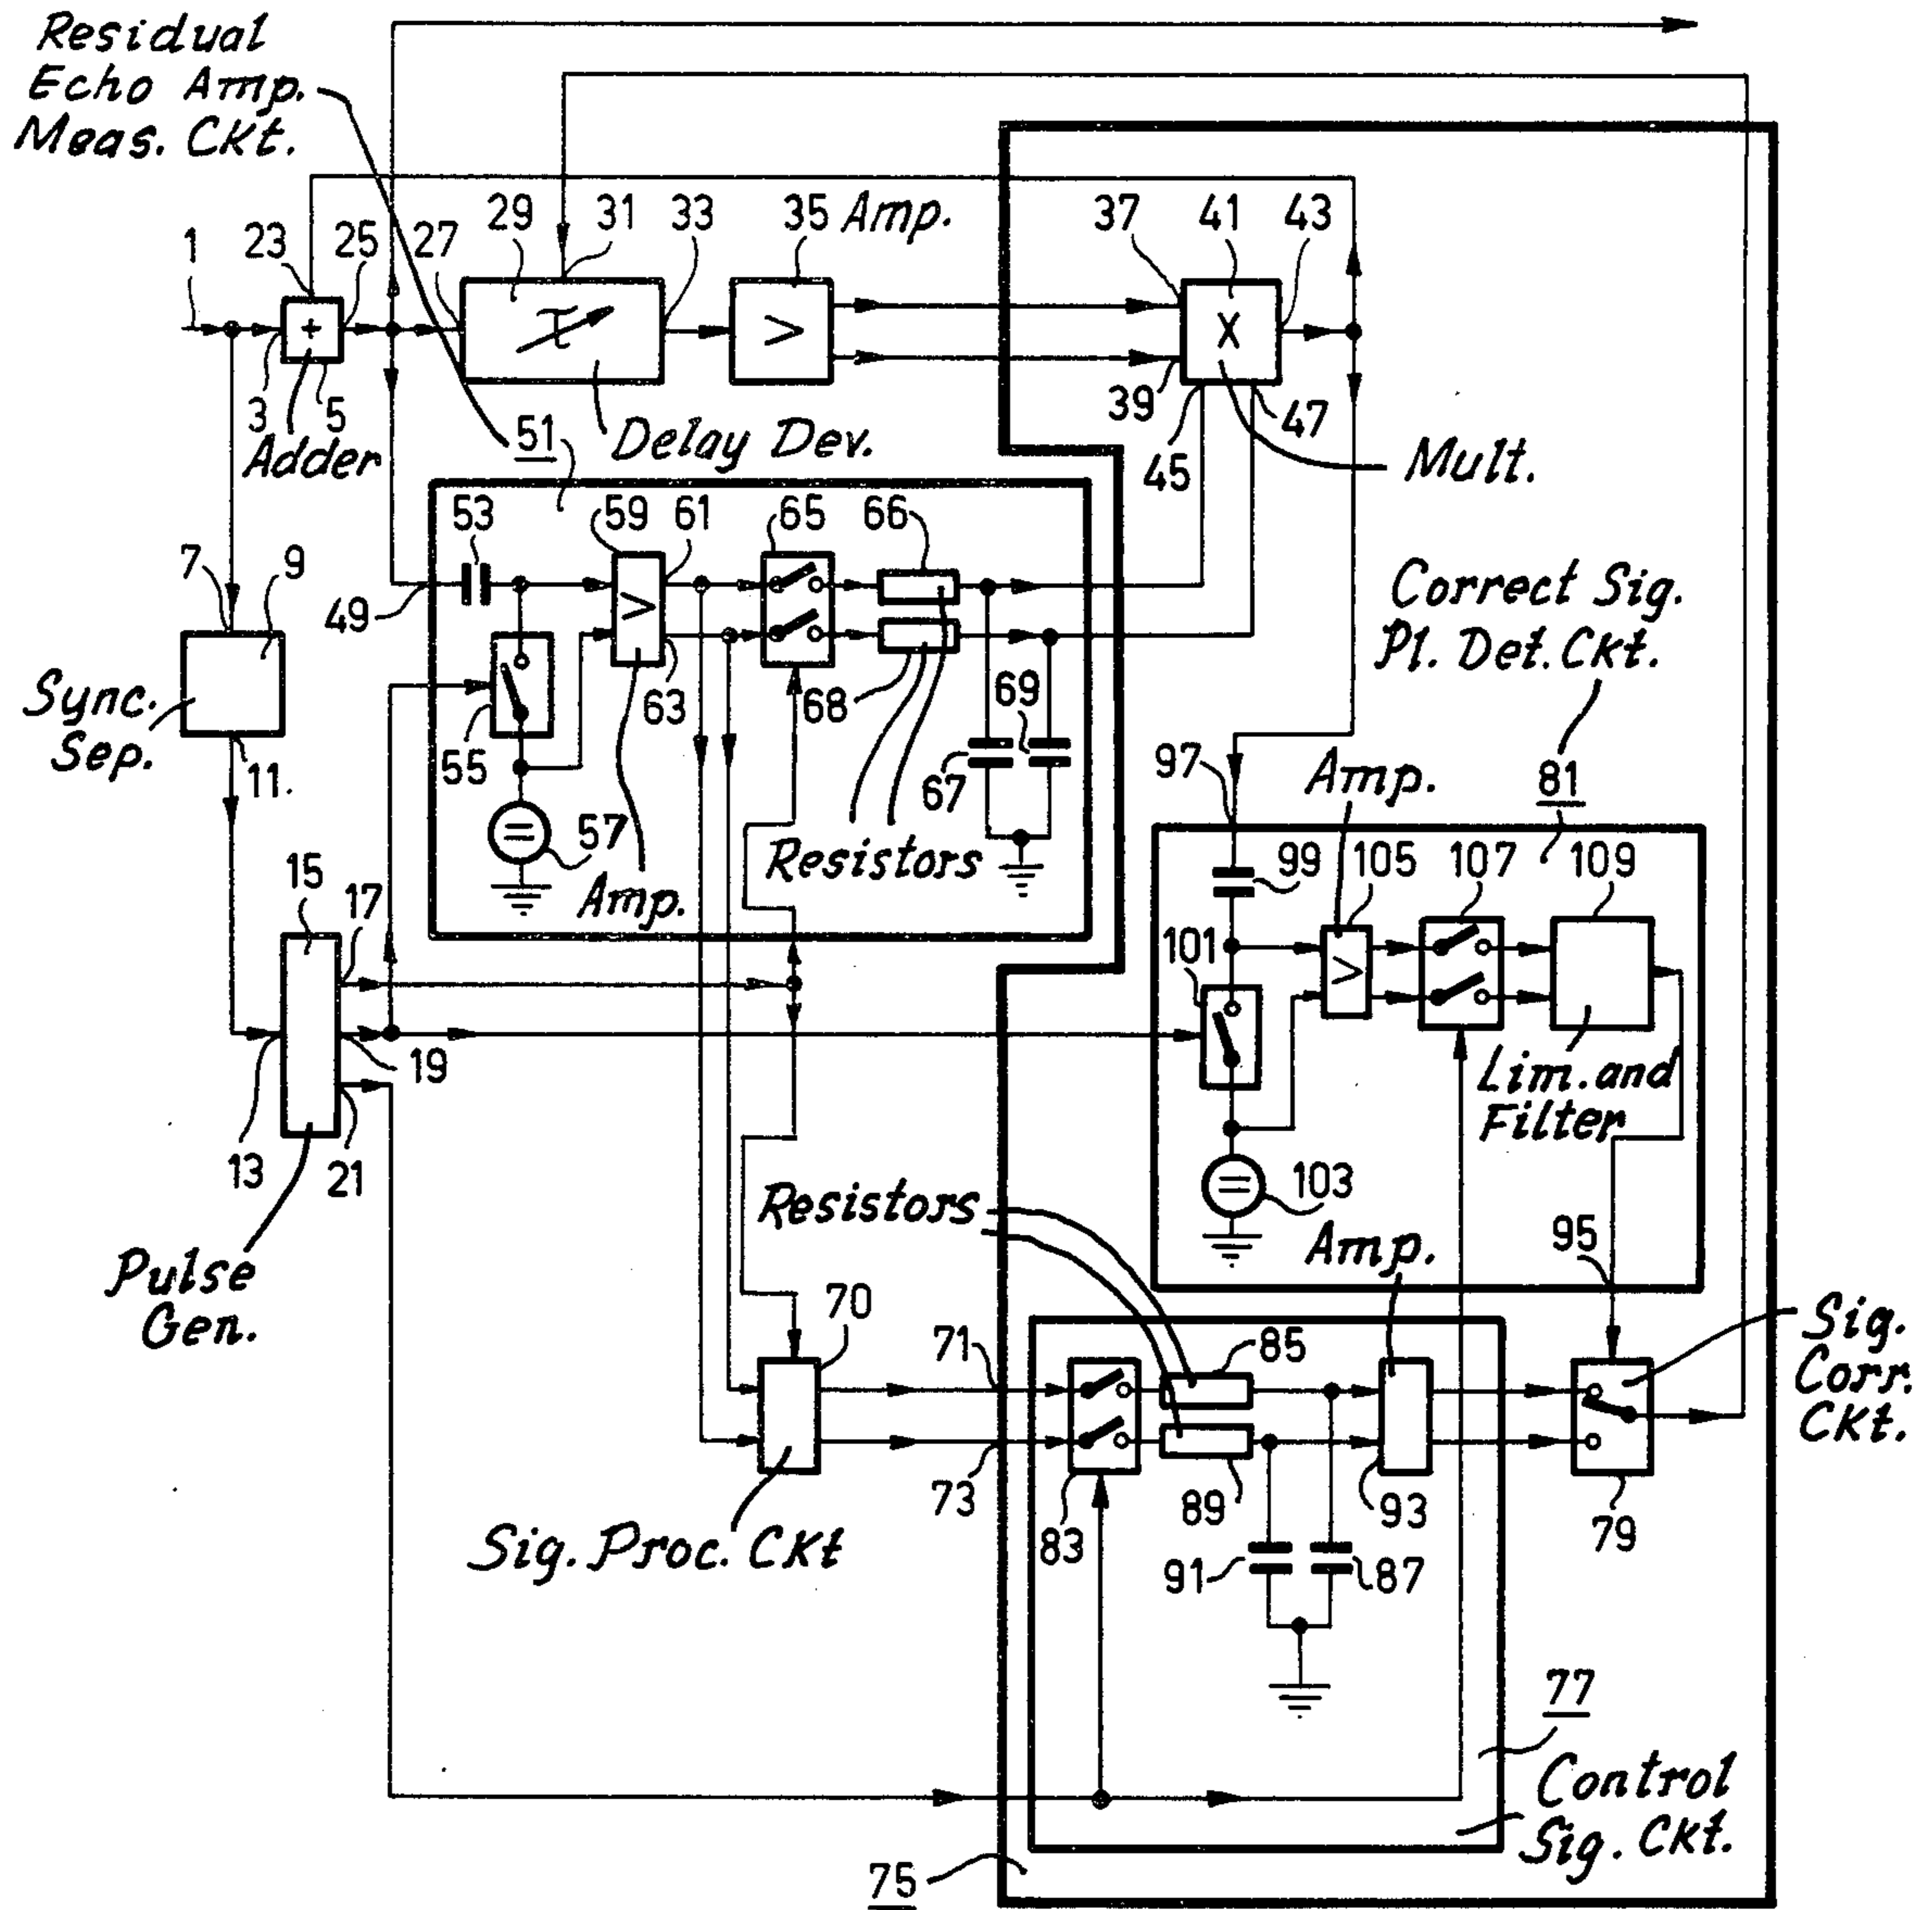 Residual
Echo Amp.
Meas. Ckt.
29
31
33
35 Amp.
37
41
43
1
23
25
27
+
τ
>
X
3
5
Adder
51
Delay Dev.
39
45
47
Mult.
53
59
61
65
66
7
9
49
>
Correct Sig.
Pl. Det. Ckt.
Sync.
Sep.
55
63
68
69
11.
57
=
67
97
Amp.
81
15
17
Amp.
Resistors
99
105
107
109
101
>
19
Lim. and
Filter
13
21
Resistors
=
103
Amp.
95
Pulse
Gen.
70
71
85
Sig.
Corr.
Ckt.
73
83
89
93
79
Sig. Proc. Ckt
91
87
77
Control
Sig. Ckt.
75